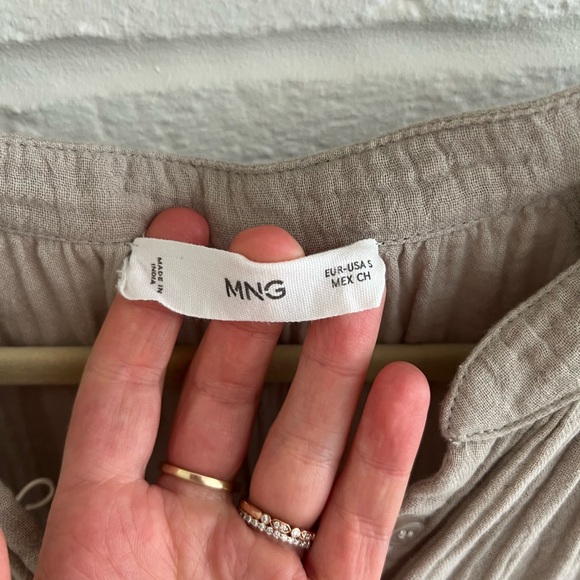 MADE IN
INDIA
MNG
EUR-USA S
MEX CH